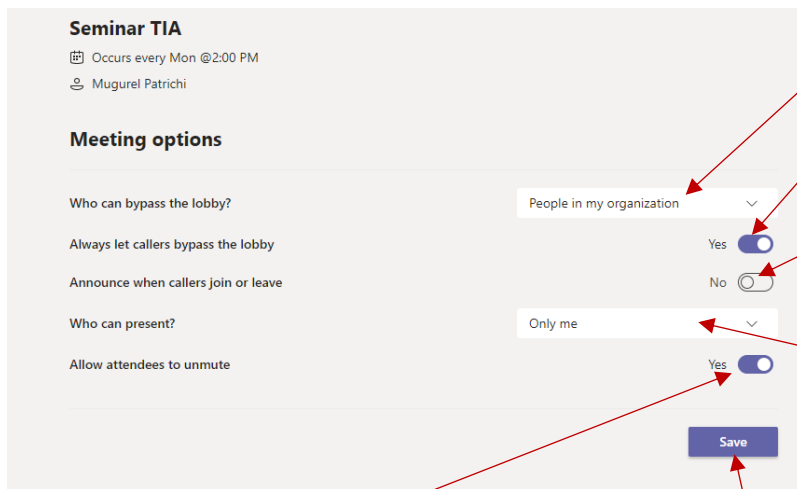 Seminar TIA
Occurs every Mon @2:00 PM
Mugurel Patrichi
Meeting options
Who can bypass the lobby? People in my organization
Always let callers bypass the lobby Yes
Announce when callers join or leave No
Who can present? Only me
Allow attendees to unmute Yes
Save